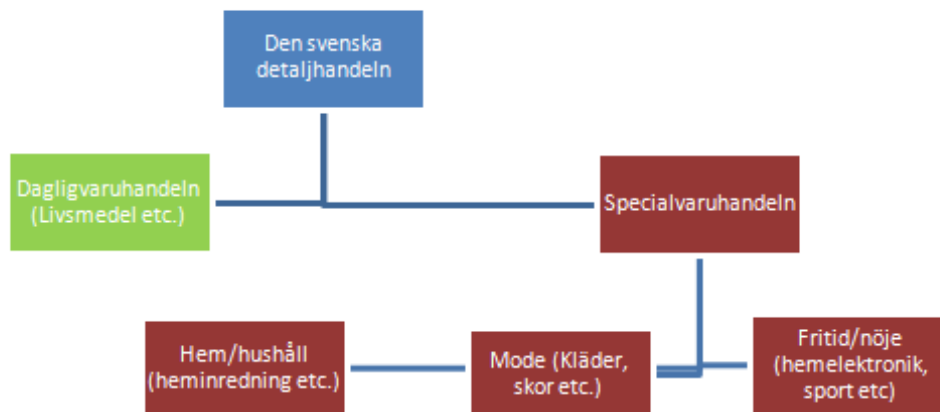 Den svenska
detaljhandeln
Dagligvaruhandeln
(Livsmedel etc.)
Specialvaruhandeln
Hem/hushåll
(heminredning etc.)
Mode (Kläder,
skor etc.)
Fritid/nöje
(hemelektronik,
sport etc)